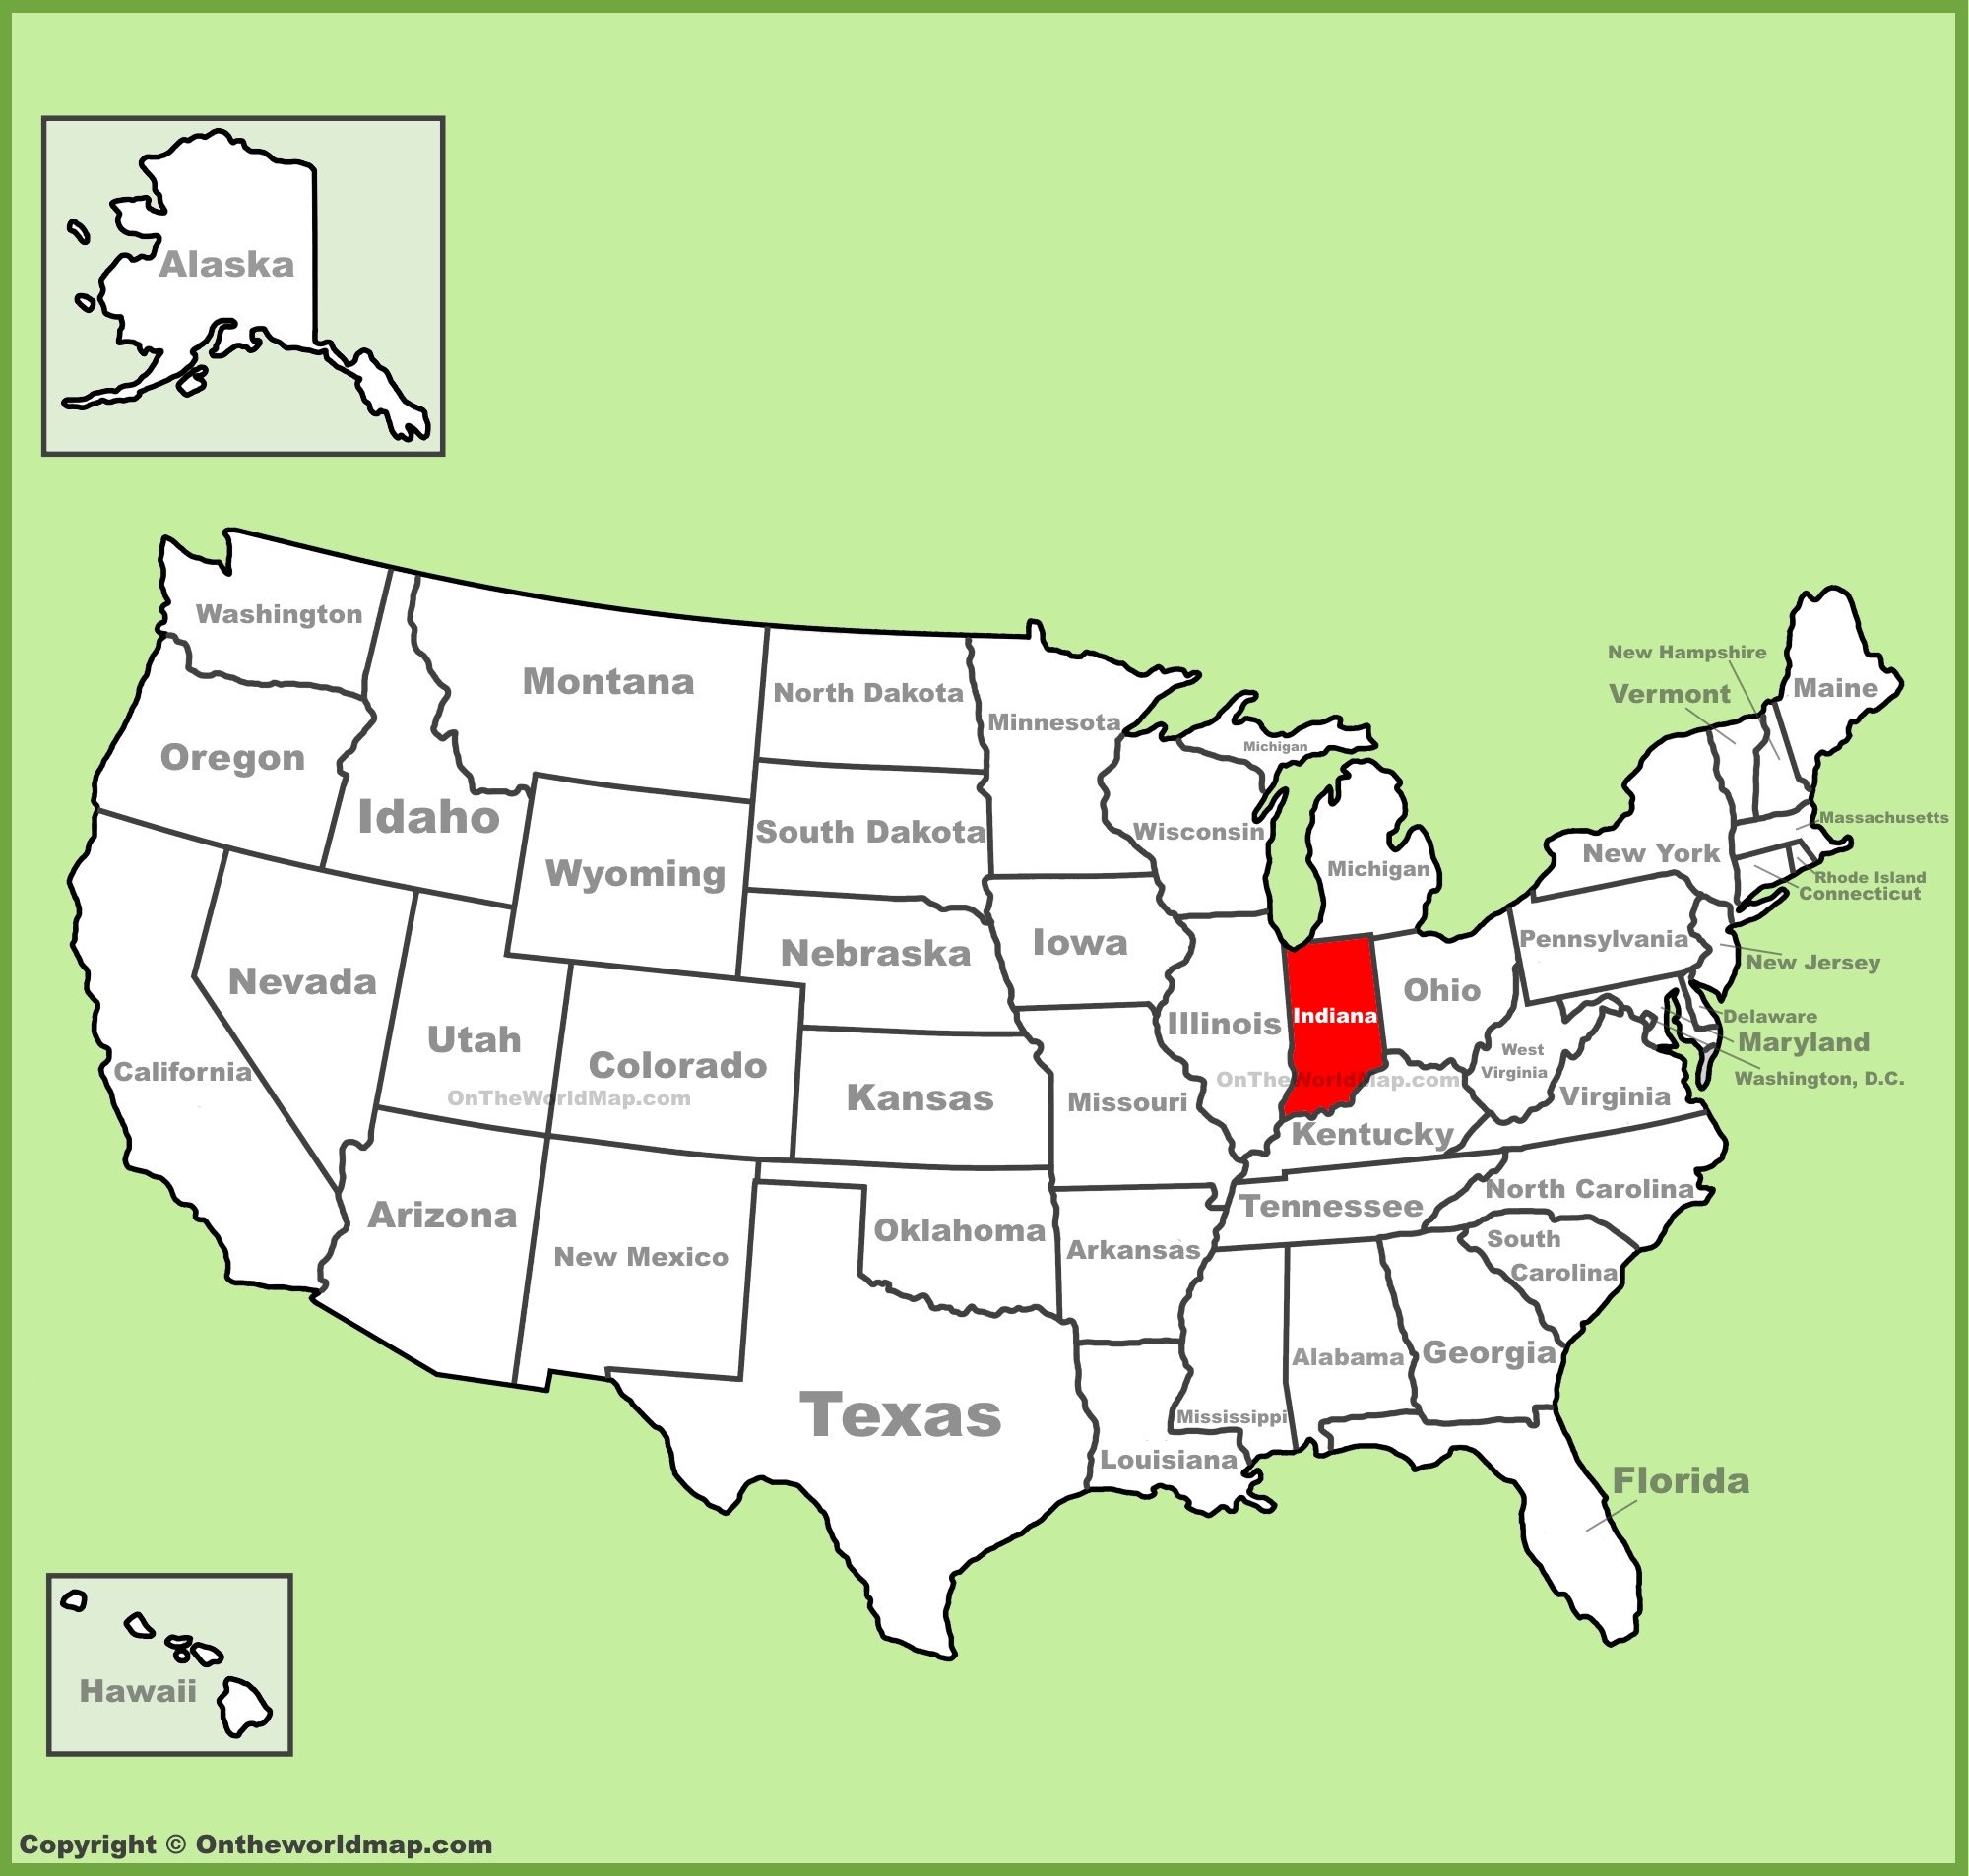 Alaska
Washington
Montana
North Dakota
Minnesota
Michigan
New Hampshire
Vermont
Maine
Oregon
Idaho
Wyoming
South Dakota
Wisconsin
Michigan
New York
Massachusetts
Rhode Island
Connecticut
Nevada
Nebraska
Iowa
Pennsylvania
New Jersey
Utah
Colorado
Illinois
Indiana
Ohio
Delaware
Maryland
Washington, D.C.
California
OnTheWorldMap.com
Kansas
Missouri
OnTheWorldMap.com
West
Virginia
Virginia
Kentucky
Arizona
New Mexico
Oklahoma
Arkansas
Tennessee
North Carolina
South
Carolina
Texas
Louisiana
Mississippi
Alabama
Georgia
Florida
Hawaii
Copyright © Ontheworldmap.com